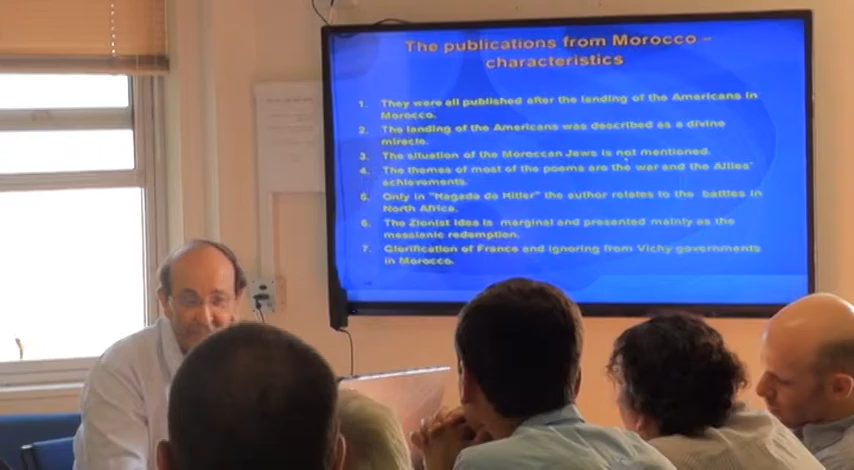 The publications from Morocco –
characteristics
1. They were all published after the landing of the Americans in
Morocco.
2. The landing of the Americans was described as a divine
miracle.
3. The situation of the Moroccan Jews is not mentioned.
4. The themes of most of the poems are the war and the Allies'
achievements.
5. Only in "Hagada de Hitler" the author relates to the battles in
North Africa.
6. The Zionist idea is marginal and presented mainly as the
messianic redemption.
7. Glorification of France and ignoring from Vichy governments
in Morocco.